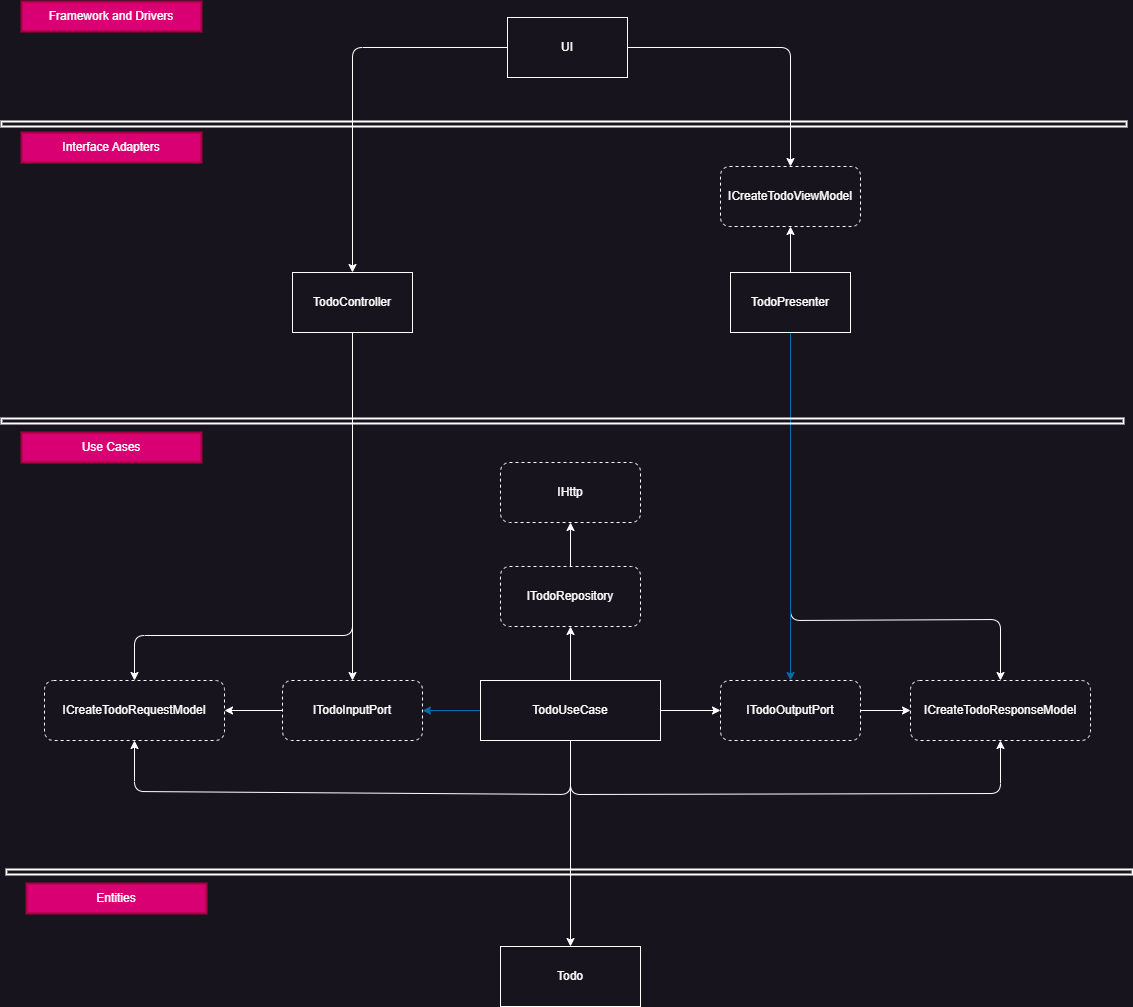 Framework and Drivers
UI
Interface Adapters
ICreateTodoViewModel
TodoController
TodoPresenter
Use Cases
IHttp
ITodoRepository
ICreateTodoRequestModel
ITodoInputPort
TodoUseCase
ITodoOutputPort
ICreateTodoResponseModel
Entities
Todo